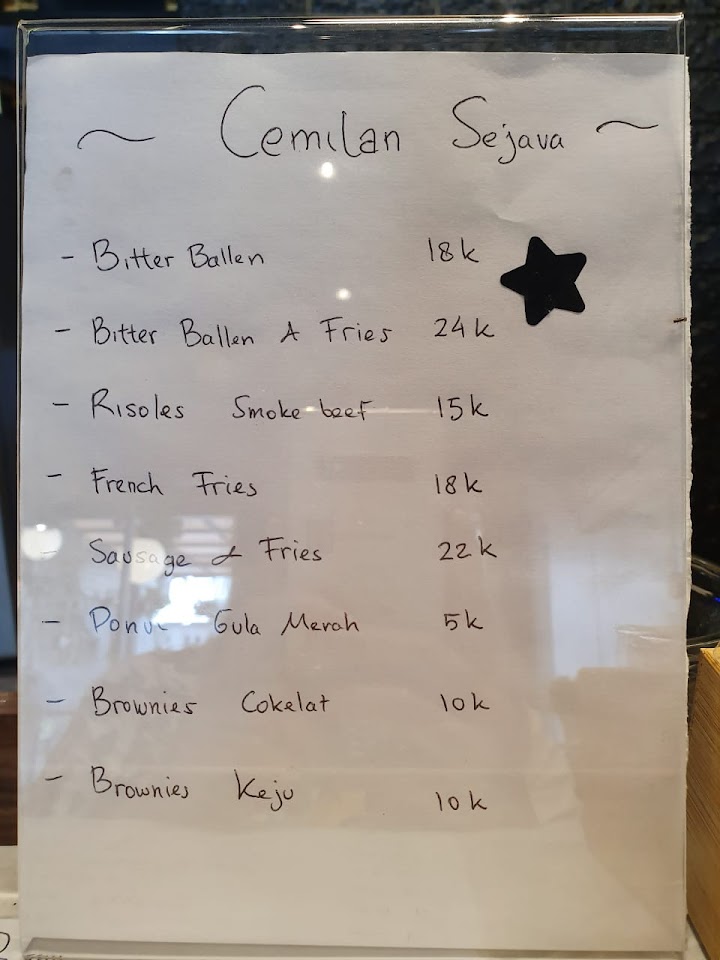 ~ Cemilan Sejava ~
- Bitter Ballen 18k
- Bitter Ballen & Fries 24k
- Risoles Smoke beef 15k
- French Fries 18k
- Sausage & Fries 22k
- Donut Gula Merah 5k
- Brownies Cokelat 10k
- Brownies Keju 10k